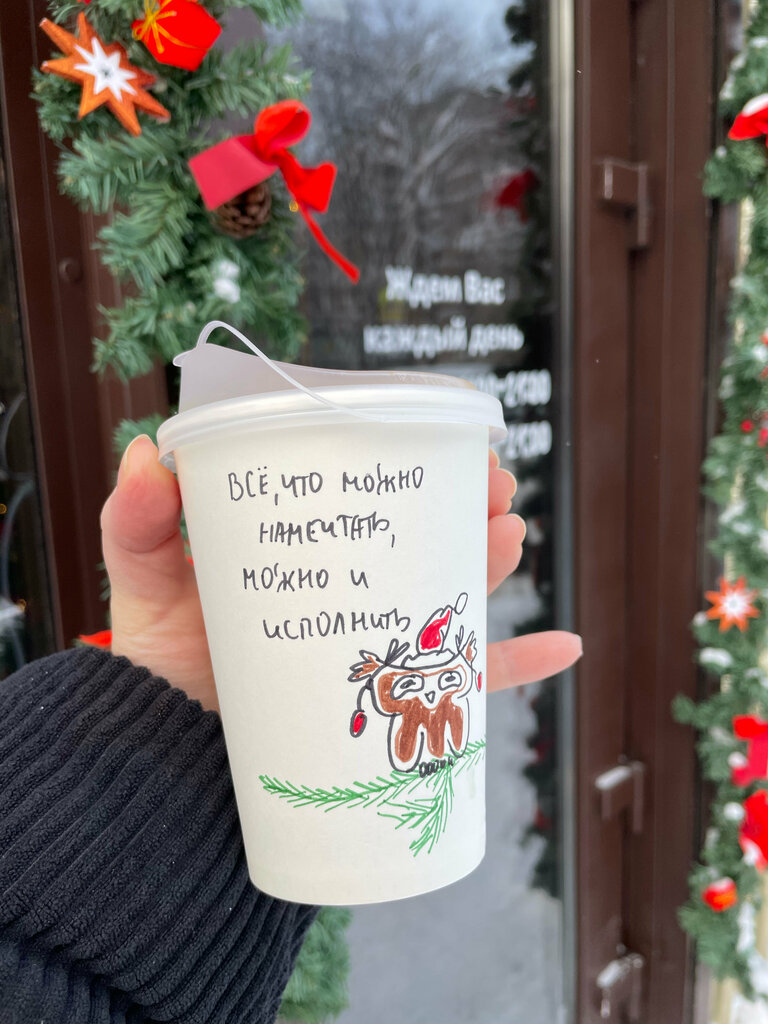 Ждем Вас
каждый день
ВСЁ, ЧТО МОЖНО
НАМЕЧТАТЬ,
МОЖНО И
ИСПОЛНИТЬ